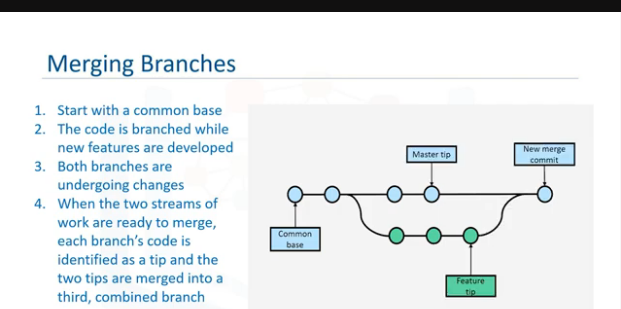 Merging Branches
1. Start with a common base
2. The code is branched while
new features are developed
3. Both branches are
undergoing changes
4. When the two streams of
work are ready to merge,
each branch's code is
identified as a tip and the
two tips are merged into a
third, combined branch
Master tip
New merge
commit
Common
base
Feature
tip